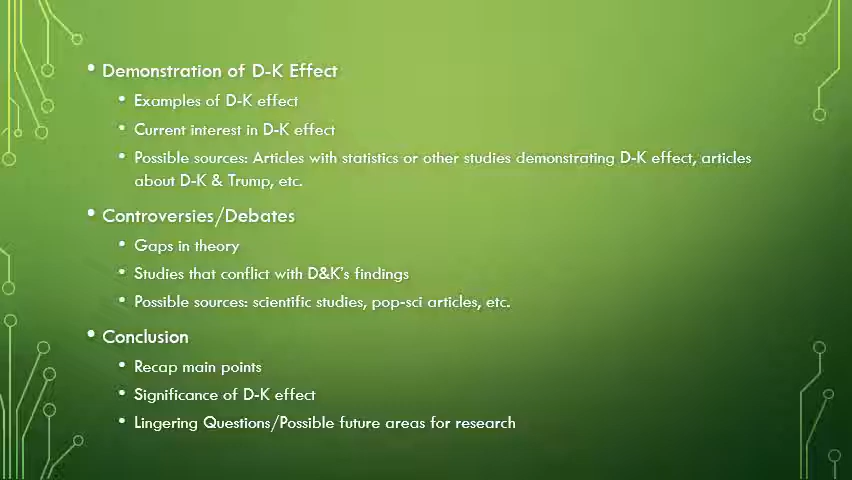 • Demonstration of D-K Effect
• Examples of D-K effect
• Current interest in D-K effect
• Possible sources: Articles with statistics or other studies demonstrating D-K effect, articles
about D-K & Trump, etc.
• Controversies/Debates
• Gaps in theory
• Studies that conflict with D&K's findings
• Possible sources: scientific studies, pop-sci articles, etc.
• Conclusion
• Recap main points
• Significance of D-K effect
• Lingering Questions/Possible future areas for research